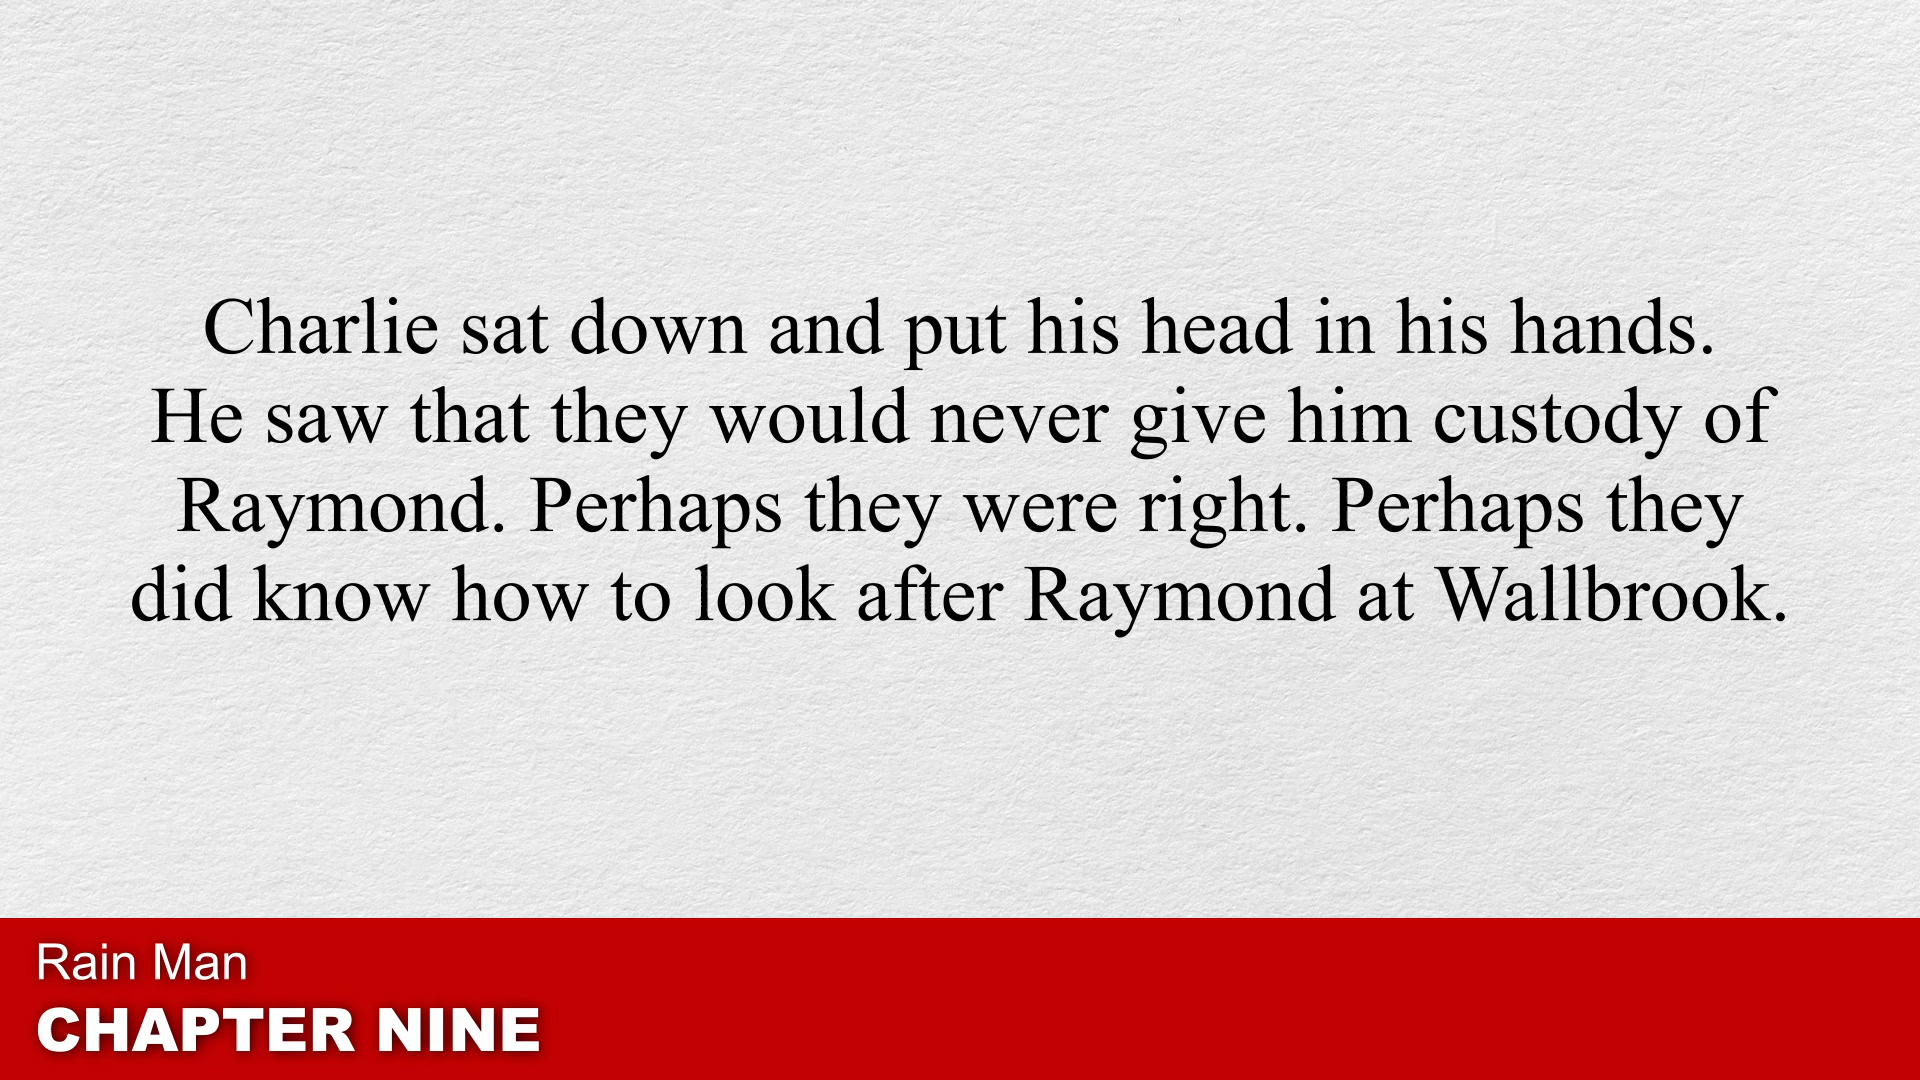 Charlie sat down and put his head in his hands.
He saw that they would never give him custody of
Raymond. Perhaps they were right. Perhaps they
did know how to look after Raymond at Wallbrook.
Rain Man
CHAPTER NINE